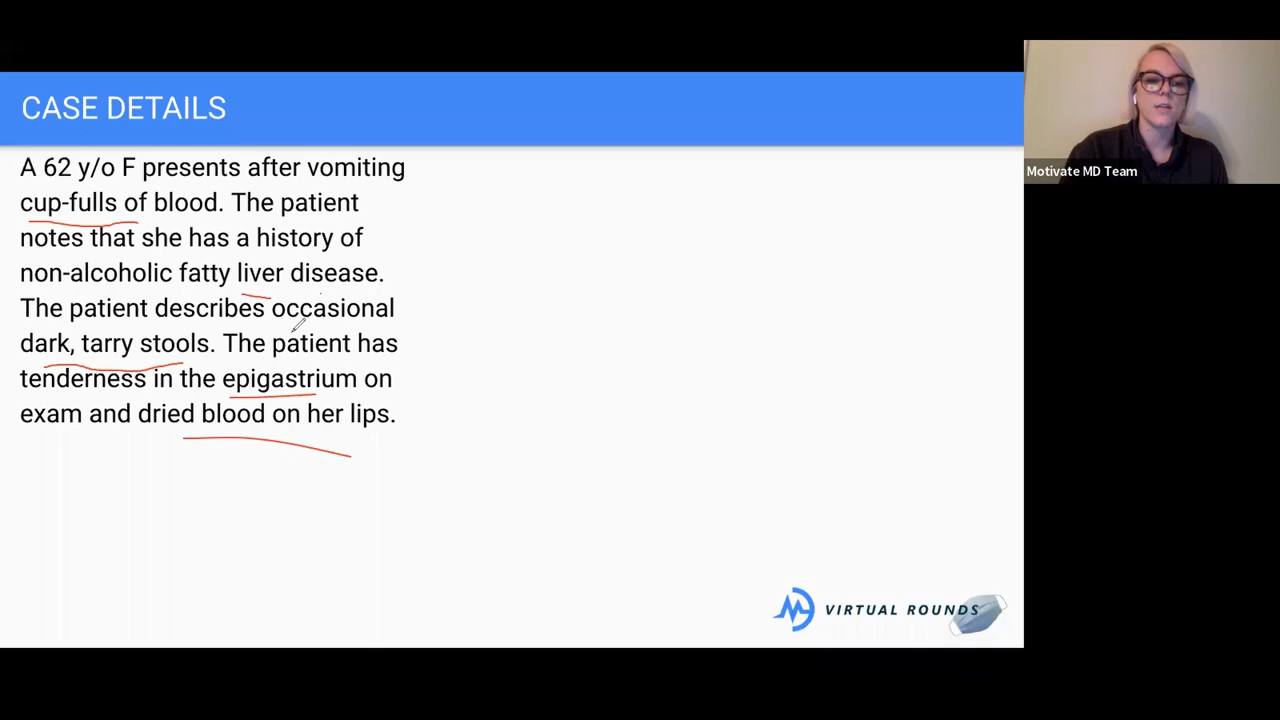 CASE DETAILS
A 62 y/o F presents after vomiting
cup-fulls of blood. The patient
notes that she has a history of
non-alcoholic fatty liver disease.
The patient describes occasional
dark, tarry stools. The patient has
tenderness in the epigastrium on
exam and dried blood on her lips.
Motivate MD Team
VIRTUAL ROUNDS